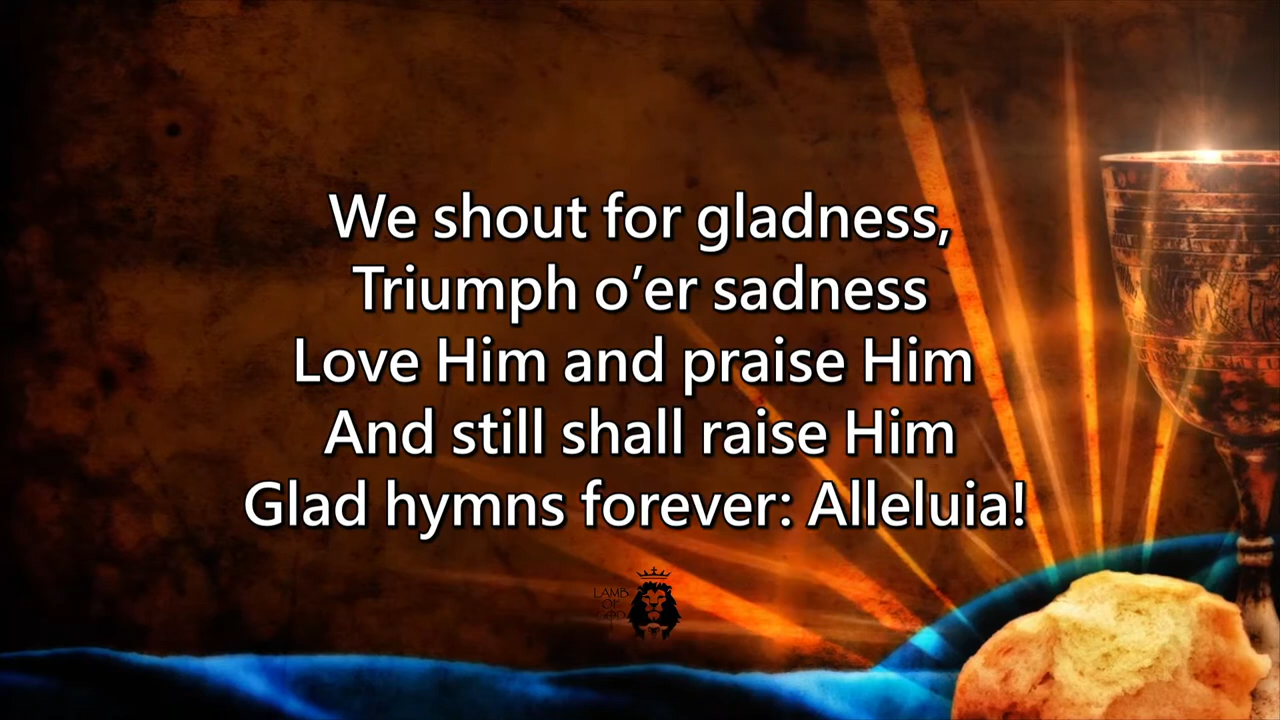 We shout for gladness,
Triumph o’er sadness
Love Him and praise Him
And still shall raise Him
Glad hymns forever: Alleluia!
LAMB
OF
GOD